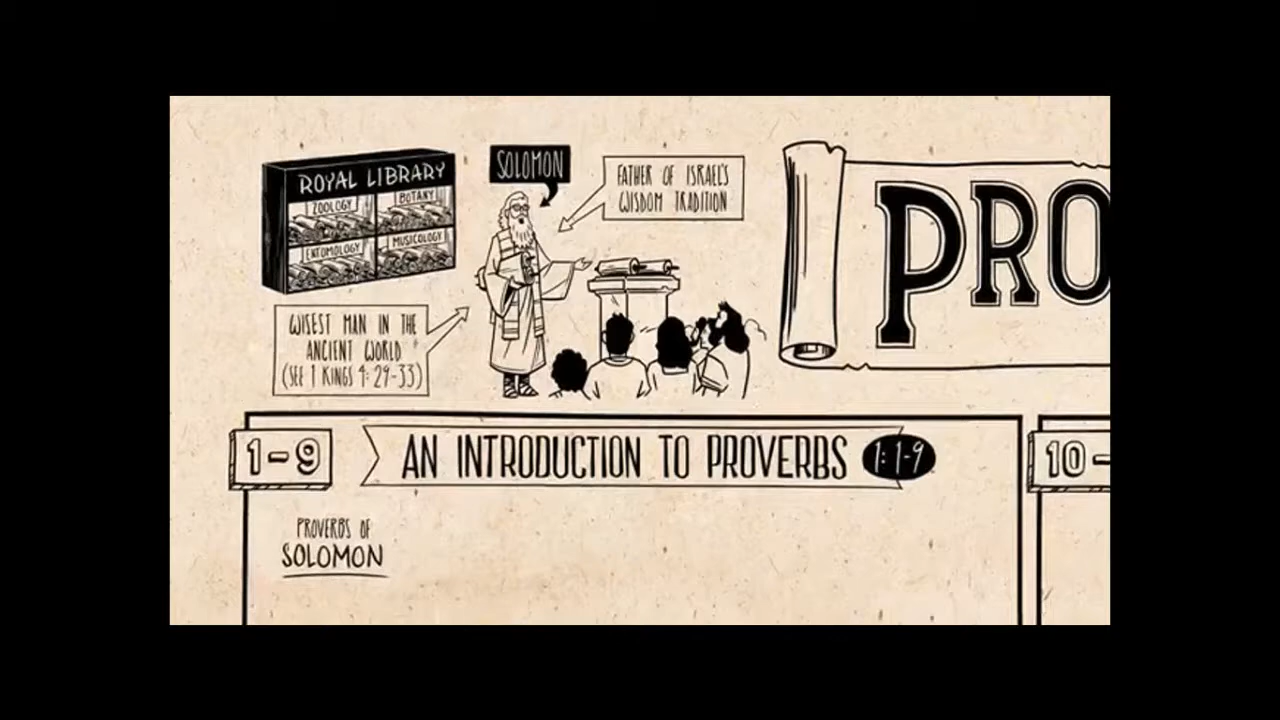 ROYAL LIBRARY
ZOOLOGY
BOTANY
ENTOMOLOGY
MUSICOLOGY
SOLOMON
FATHER OF ISRAEL'S
WISDOM TRADITION
WISEST MAN IN THE
ANCIENT WORLD
(SEE 1 KINGS 4: 29-33)
PRO
1-9
AN INTRODUCTION TO PROVERBS
1: 1-9
10-
PROVERBS OF
SOLOMON